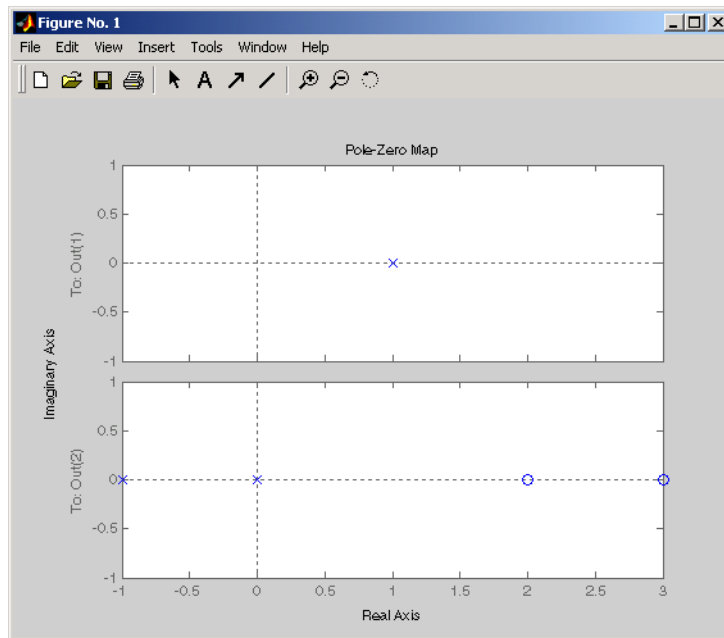 Figure No. 1
File Edit View Insert Tools Window Help
A
Pole-Zero Map
Imaginary Axis
To: Out(1)
1
0.5
0
-0.5
-1
To: Out(2)
1
0.5
0
-0.5
-1
-1 -0.5 0 0.5 1 1.5 2 2.5 3
Real Axis